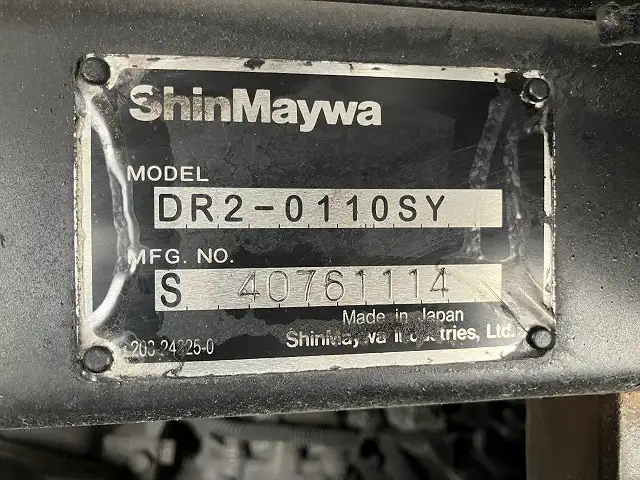 ShinMaywa
MODEL
DR2-0110SY
MFG. NO.
S 40761114
Made in Japan
ShinMaywa Industries, Ltd.